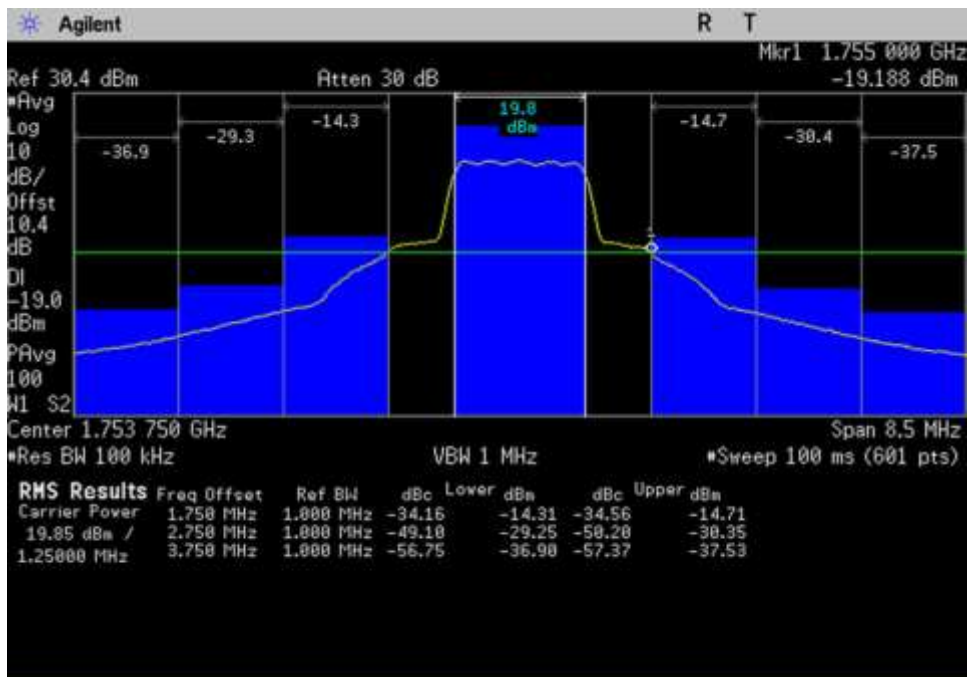 Agilent R T
Mkr1 1.755 000 GHz
Ref 30.4 dBm Atten 30 dB -19.188 dBm
#Avg
Log
10
dB/
Offst
10.4
dB
DI
-19.0
dBm
PAvg
100
W1 S2
-36.9 -29.3 -14.3 19.8 -14.7 -30.4 -37.5
dBm
1
Center 1.753 750 GHz Span 8.5 MHz
#Res BW 100 kHz VBW 1 MHz #Sweep 100 ms (601 pts)
RMS Results Freq Offset Ref BW dBc Lower dBm dBc Upper dBm
Carrier Power 1.750 MHz 1.000 MHz -34.16 -14.31 -34.56 -14.71
19.85 dBm / 2.750 MHz 1.000 MHz -49.10 -29.25 -50.20 -30.35
1.25000 MHz 3.750 MHz 1.000 MHz -56.75 -36.90 -57.37 -37.53